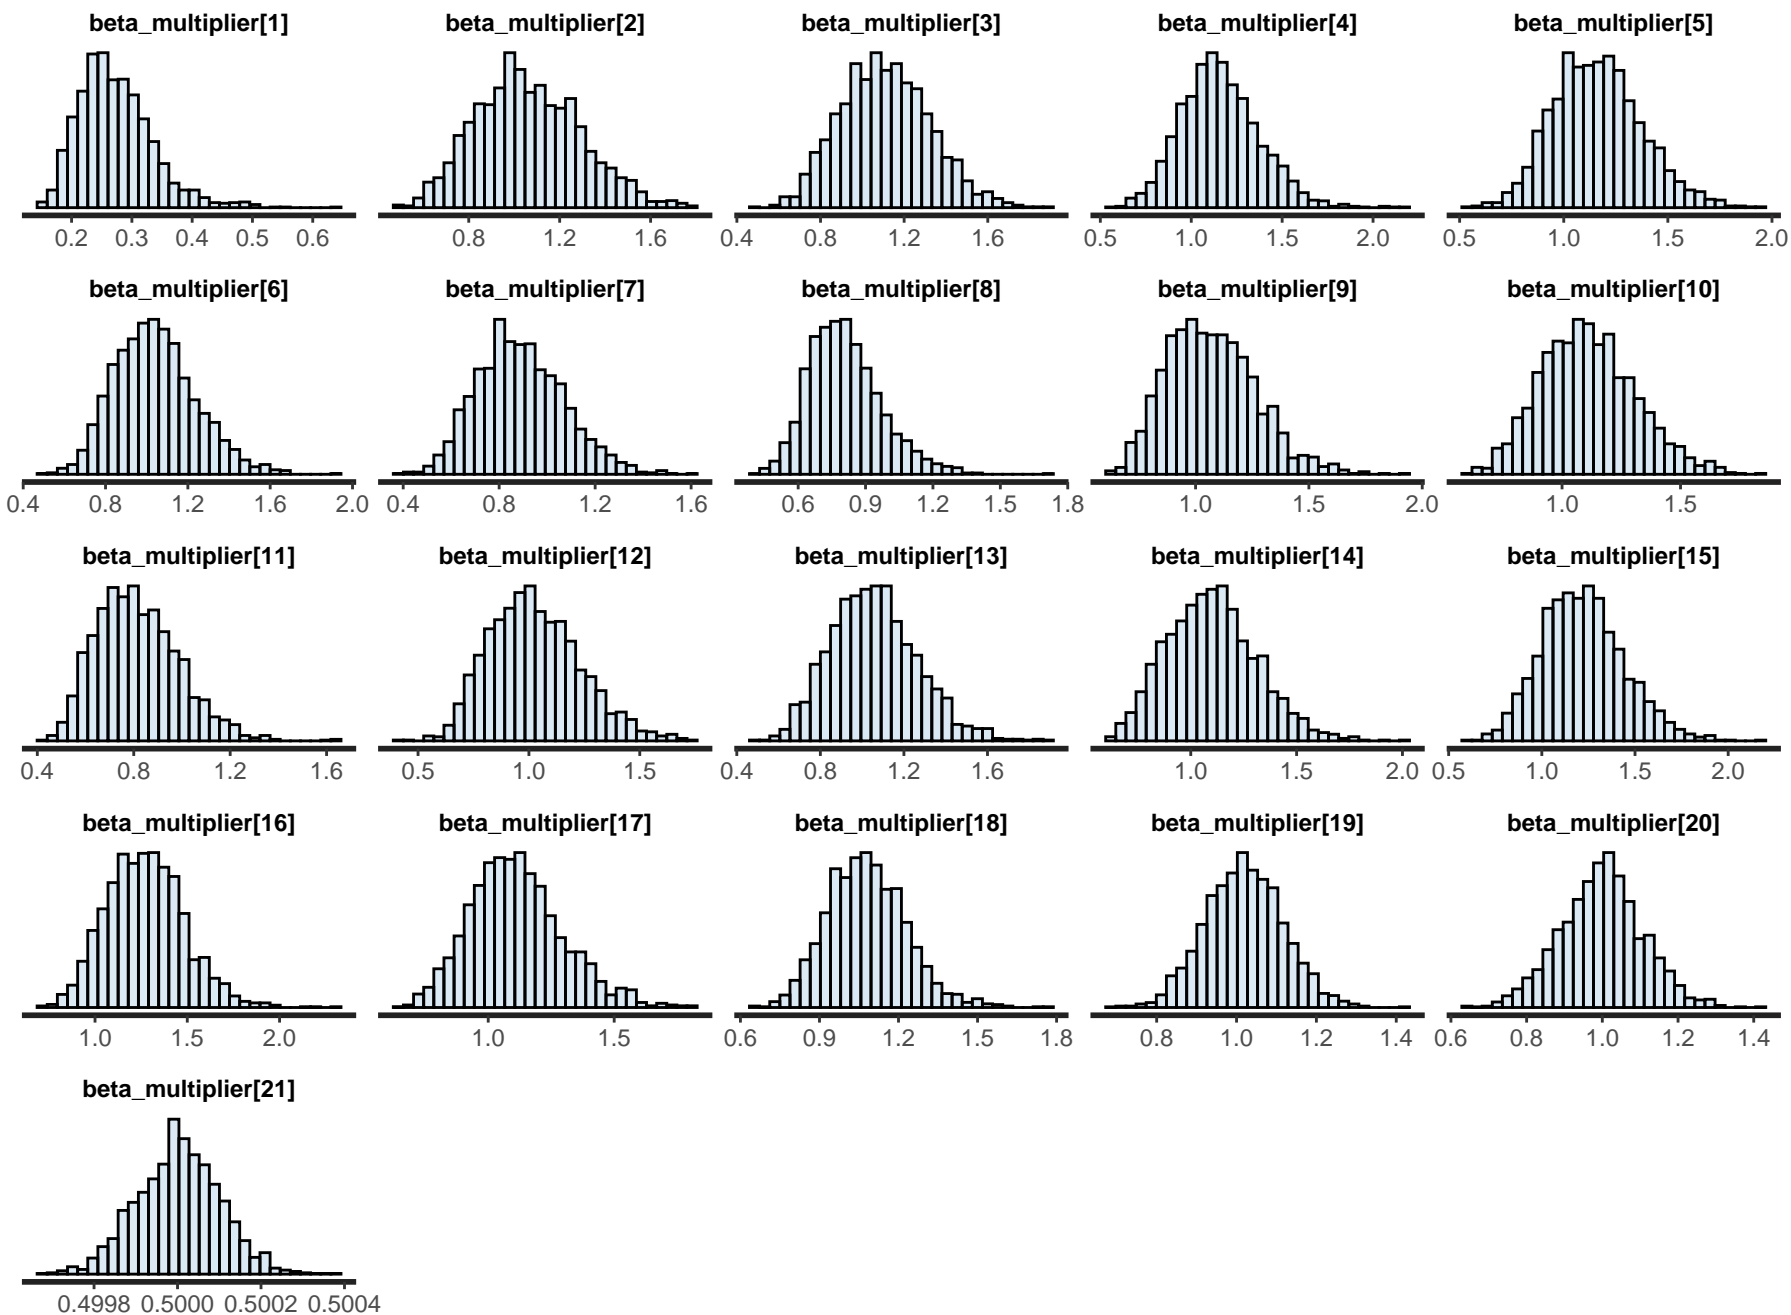 beta_multiplier[1] beta_multiplier[2] beta_multiplier[3] beta_multiplier[4] beta_multiplier[5]
0.2 0.3 0.4 0.5 0.6 0.8 1.2 1.6 0.4 0.8 1.2 1.6 0.5 1.0 1.5 2.0 0.5 1.0 1.5 2.0
beta_multiplier[6] beta_multiplier[7] beta_multiplier[8] beta_multiplier[9] beta_multiplier[10]
0.4 0.8 1.2 1.6 2.0 0.4 0.8 1.2 1.6 0.6 0.9 1.2 1.5 1.8 1.0 1.5 2.0 1.0 1.5
beta_multiplier[11] beta_multiplier[12] beta_multiplier[13] beta_multiplier[14] beta_multiplier[15]
0.4 0.8 1.2 1.6 0.5 1.0 1.5 0.4 0.8 1.2 1.6 1.0 1.5 2.0 0.5 1.0 1.5 2.0
beta_multiplier[16] beta_multiplier[17] beta_multiplier[18] beta_multiplier[19] beta_multiplier[20]
1.0 1.5 2.0 1.0 1.5 0.6 0.9 1.2 1.5 1.8 0.8 1.0 1.2 1.4 0.6 0.8 1.0 1.2 1.4
beta_multiplier[21]
0.4998 0.5000 0.5002 0.5004